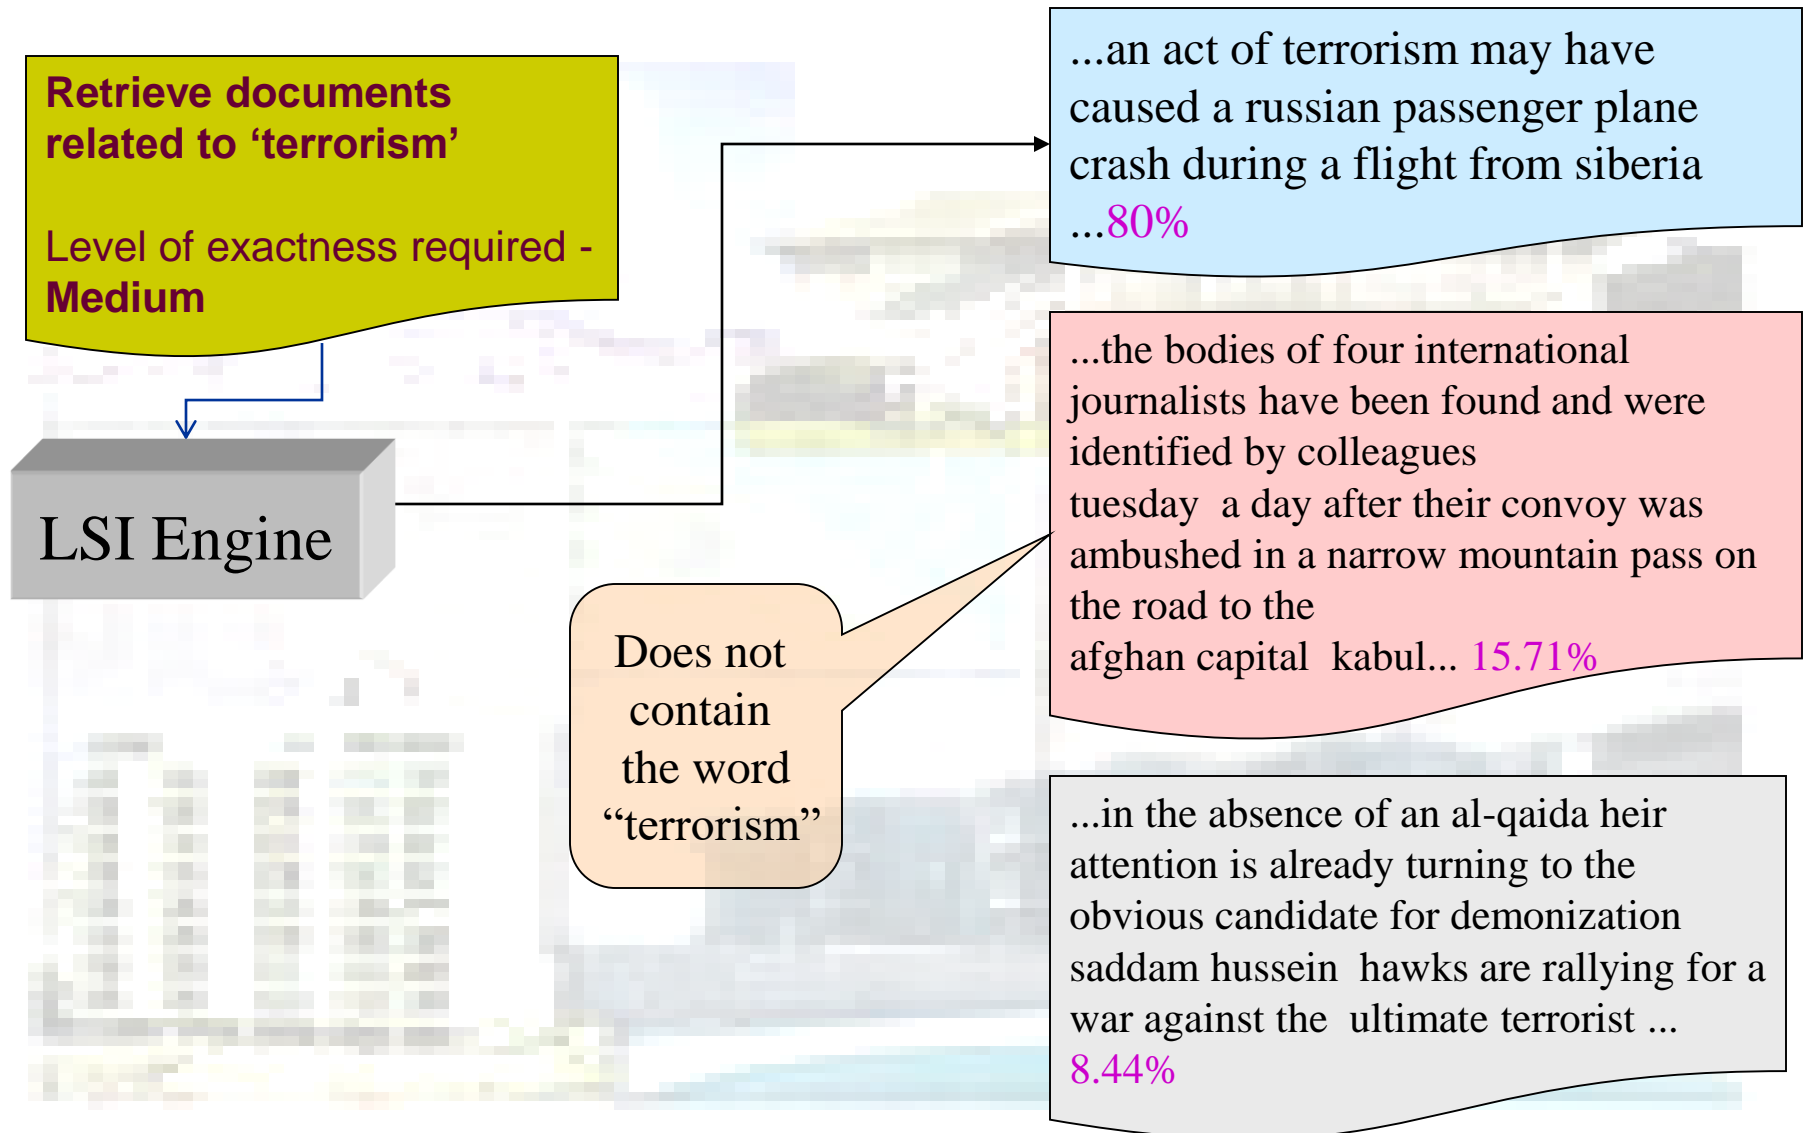 Retrieve documents
related to ‘terrorism’
Level of exactness required -
Medium
LSI Engine
Does not
contain
the word
“terrorism”
...an act of terrorism may have
caused a russian passenger plane
crash during a flight from siberia
...80%
...the bodies of four international
journalists have been found and were
identified by colleagues
tuesday  a day after their convoy was
ambushed in a narrow mountain pass on
the road to the
afghan capital  kabul... 15.71%
...in the absence of an al-qaida heir
attention is already turning to the
obvious candidate for demonization
saddam hussein  hawks are rallying for a
war against the  ultimate terrorist ...
8.44%